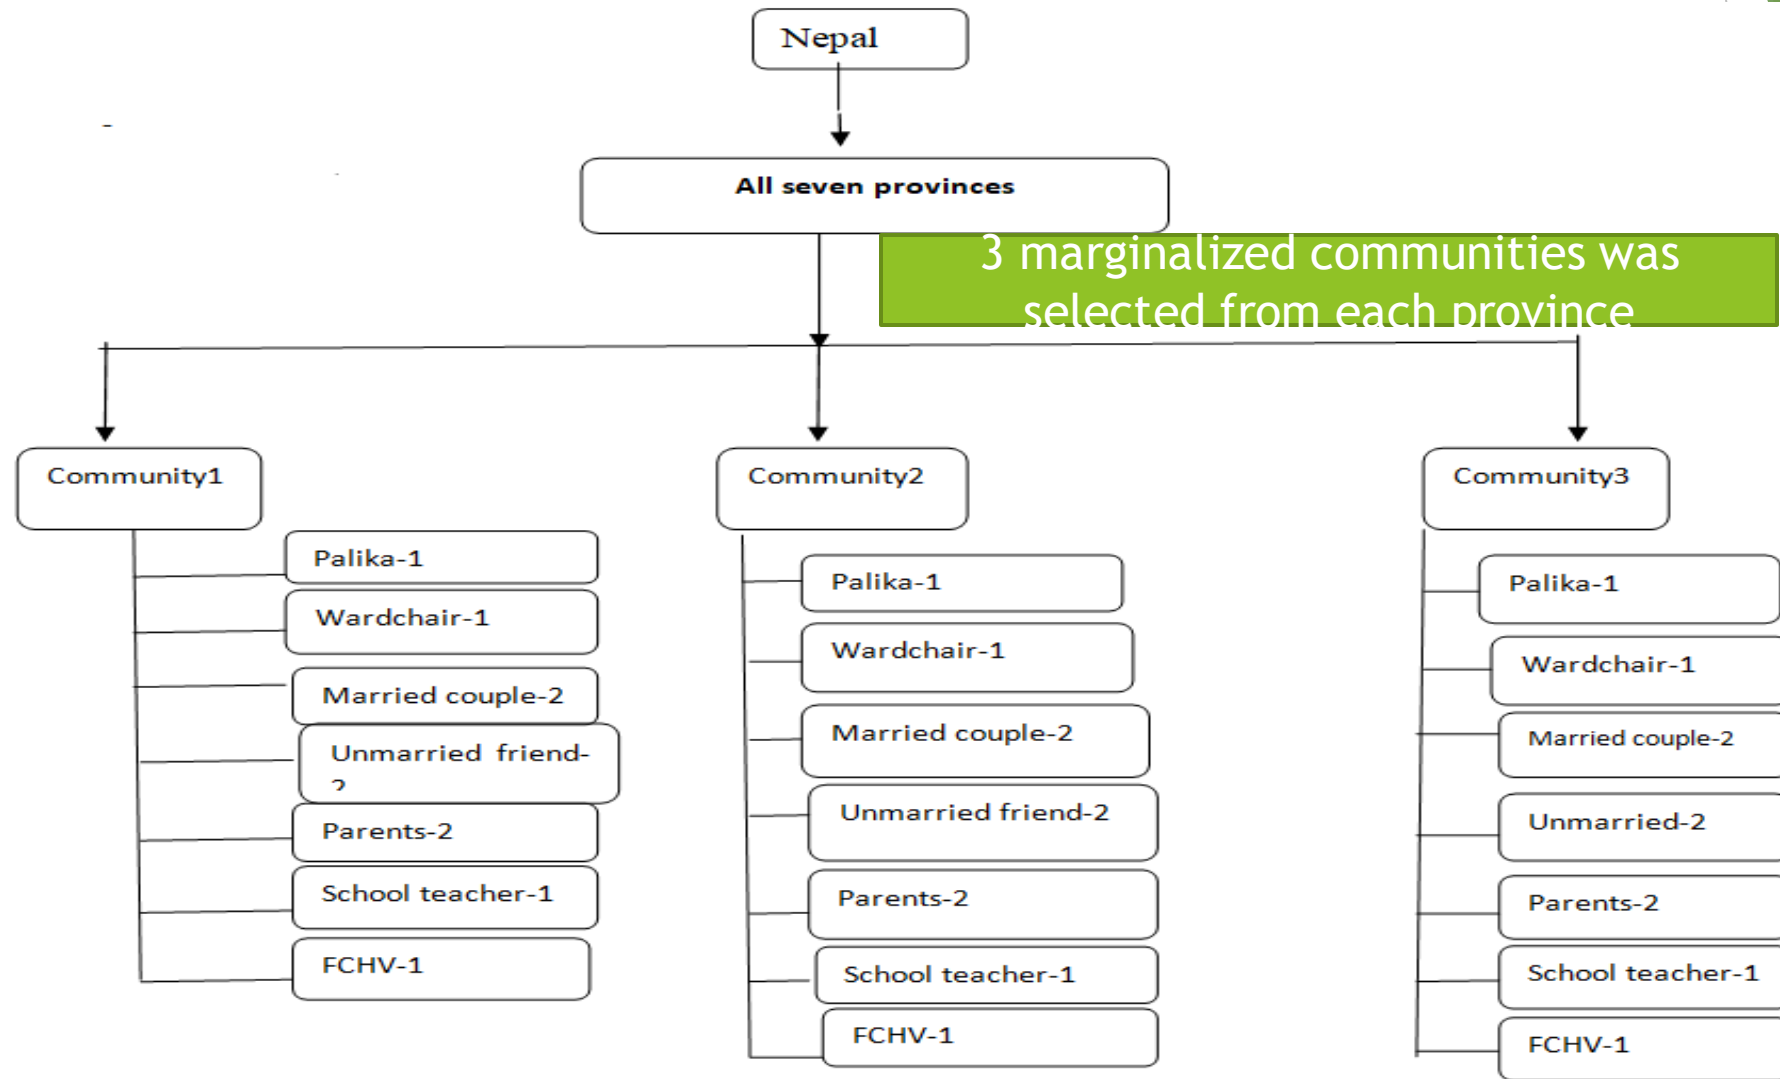 Nepal
All seven provinces
3 marginalized communities was
selected from each province
Community1
Palika-1
Wardchair-1
Married couple-2
Unmarried friend-
2
Parents-2
School teacher-1
FCHV-1
Community2
Palika-1
Wardchair-1
Married couple-2
Unmarried friend-2
Parents-2
School teacher-1
FCHV-1
Community3
Palika-1
Wardchair-1
Married couple-2
Unmarried-2
Parents-2
School teacher-1
FCHV-1